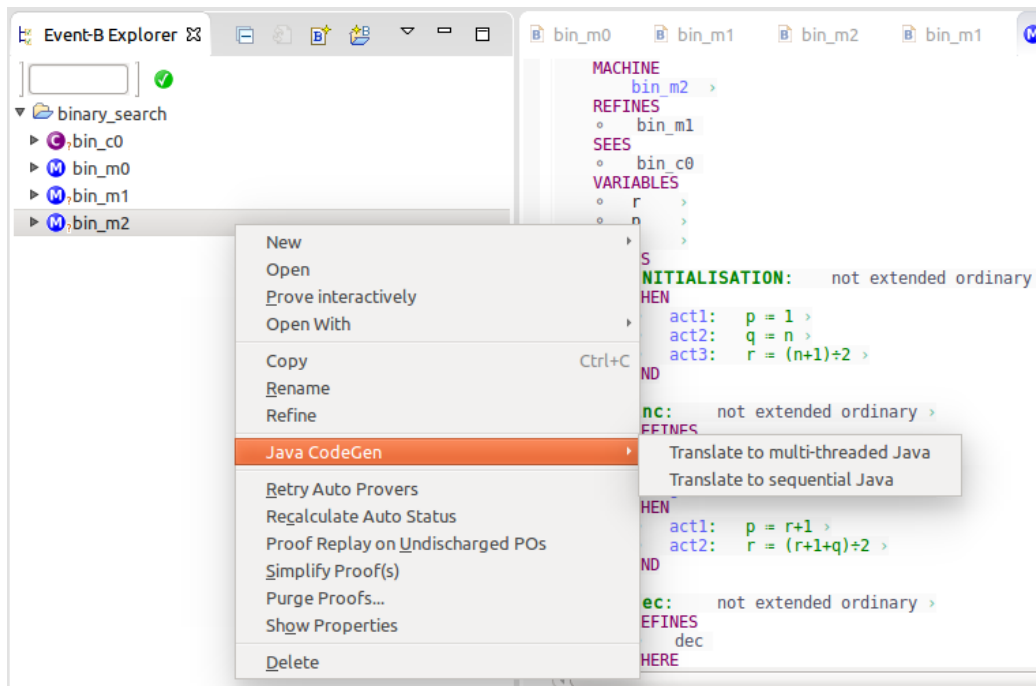 Event-B Explorer
binary_search
bin_c0
bin_m0
bin_m1
bin_m2
New
Open
Prove interactively
Open With
Copy Ctrl+C
Rename
Refine
Java CodeGen
Retry Auto Provers
Recalculate Auto Status
Proof Replay on Undischarged POs
Simplify Proof(s)
Purge Proofs...
Show Properties
Delete
Translate to multi-threaded Java
Translate to sequential Java
bin_m0 bin_m1 bin_m2 bin_m1
MACHINE
bin_m2
REFINES
bin_m1
SEES
bin_c0
VARIABLES
r
S
NITIALISATION: not extended ordinary
HEN
act1: p ≔ 1
act2: q ≔ n
act3: r ≔ (n+1)÷2
ND
nc: not extended ordinary
EFINES
HEN
act1: p ≔ r+1
act2: r ≔ (r+1+q)÷2
ND
ec: not extended ordinary
EFINES
dec
HERE